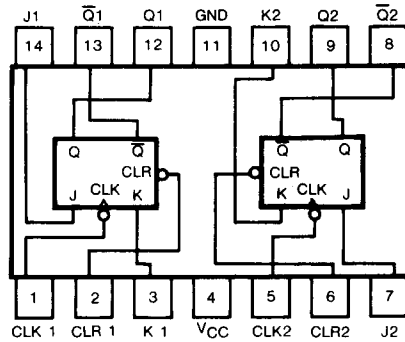 J1 Q̅1 Q1 GND K2 Q2 Q̅2
14 13 12 11 10 9 8
Q Q̅ Q̅ Q
CLR CLR
J CLK K K CLK J
1 2 3 4 5 6 7
CLK 1 CLR 1 K 1 VCC CLK2 CLR2 J2